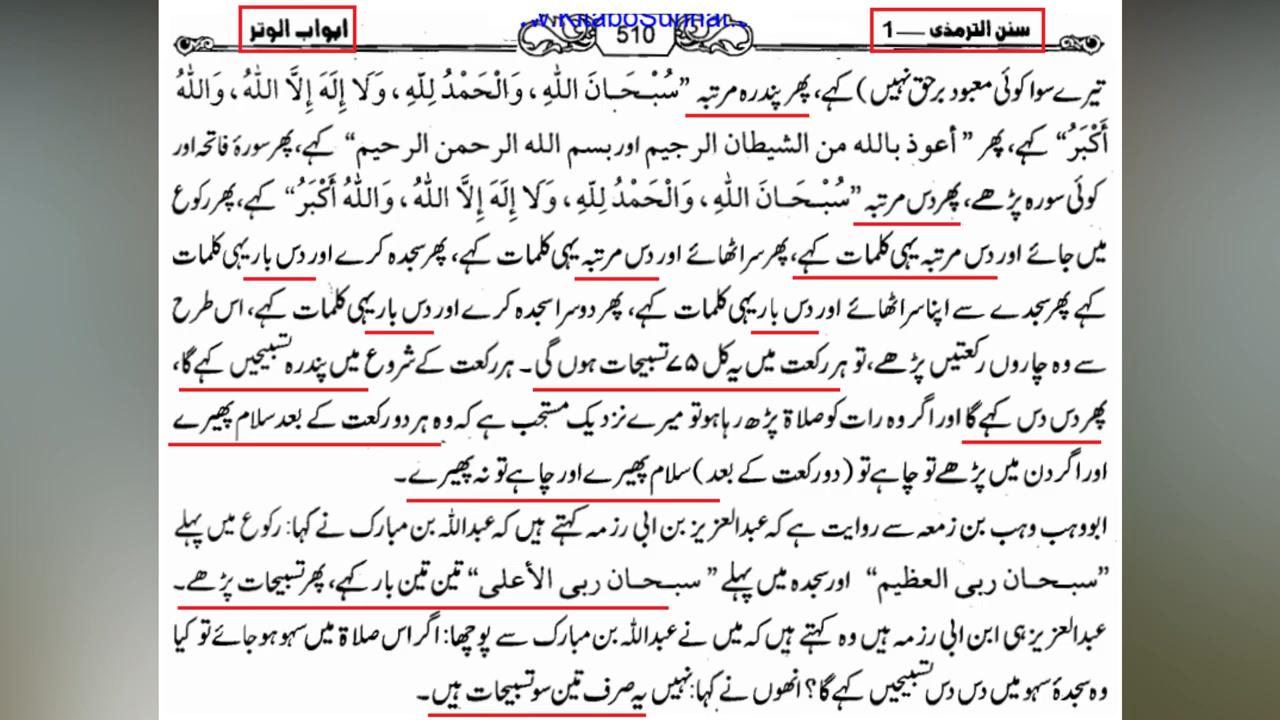 ابواب الوتر 510 سنن الترمذی — 1
تیرے سوا کوئی معبود برحق نہیں) کہے، پھر پندرہ مرتبہ ”سُبْحَانَ اللّٰهِ، وَالْحَمْدُ لِلّٰهِ، وَلَا إِلٰهَ إِلَّا اللّٰهُ، وَاللّٰهُ
أَكْبَرُ“ کہے، پھر ”أعوذ بالله من الشيطان الرجيم اور بسم الله الرحمن الرحيم“ کہے، پھر سورۂ فاتحہ اور
کوئی سورہ پڑھے، پھر دس مرتبہ ”سُبْحَانَ اللّٰهِ، وَالْحَمْدُ لِلّٰهِ، وَلَا إِلٰهَ إِلَّا اللّٰهُ، وَاللّٰهُ أَكْبَرُ“ کہے، پھر رکوع
میں جائے اور دس مرتبہ یہی کلمات کہے، پھر سر اٹھائے اور دس مرتبہ یہی کلمات کہے، پھر سجدہ کرے اور دس بار یہی کلمات
کہے پھر سجدے سے اپنا سر اٹھائے اور دس بار یہی کلمات کہے، پھر دوسرا سجدہ کرے اور دس بار یہی کلمات کہے، اس طرح
سے وہ چاروں رکعتیں پڑھے، تو ہر رکعت میں یہ کل ۷۵ تسبیحات ہوں گی۔ ہر رکعت کے شروع میں پندرہ تسبیحیں کہے گا،
پھر دس دس کہے گا اور اگر وہ رات کو صلاۃ پڑھ رہا ہو تو میرے نزدیک مستحب ہے کہ وہ ہر دو رکعت کے بعد سلام پھیرے
اور اگر دن میں پڑھے تو چاہے تو (دو رکعت کے بعد) سلام پھیرے اور چاہے تو نہ پھیرے۔
ابو وہب وہب بن زمعہ سے روایت ہے کہ عبدالعزیز بن ابی رزمہ کہتے ہیں کہ عبداللہ بن مبارک نے کہا: رکوع میں پہلے
”سبحان ربی العظیم“ اور سجدہ میں پہلے ”سبحان ربی الأعلی“ تین تین بار کہے، پھر تسبیحات پڑھے۔
عبدالعزیز ہی ابن ابی رزمہ ہیں وہ کہتے ہیں کہ میں نے عبداللہ بن مبارک سے پوچھا: اگر اس صلاۃ میں سہو ہو جائے تو کیا
وہ سجدۂ سہو میں دس دس تسبیحیں کہے گا؟ انھوں نے کہا: نہیں یہ صرف تین سو تسبیحات ہیں۔